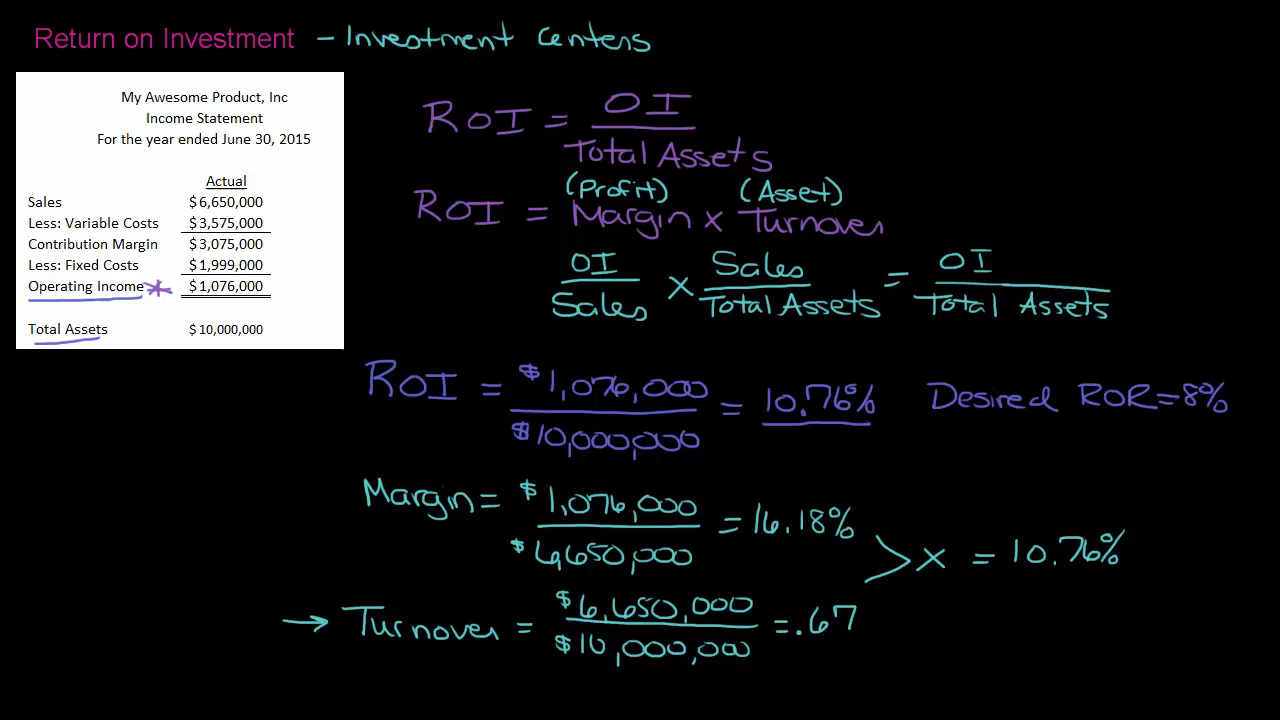 Return on Investment - Investment Centers
My Awesome Product, Inc
Income Statement
For the year ended June 30, 2015
Actual
Sales $6,650,000
Less: Variable Costs $3,575,000
Contribution Margin $3,075,000
Less: Fixed Costs $1,999,000
Operating Income $1,076,000
Total Assets $10,000,000
ROI = OI
Total Assets
(Profit) (Asset)
ROI = Margin x Turnover
OI Sales OI
x =
Sales Total Assets Total Assets
$1,076,000
ROI = = 10.76% Desired ROR=8%
$10,000,000
$1,076,000
Margin = = 16.18%
$6,650,000
> x = 10.76%
$6,650,000
→ Turnover = = .67
$10,000,000